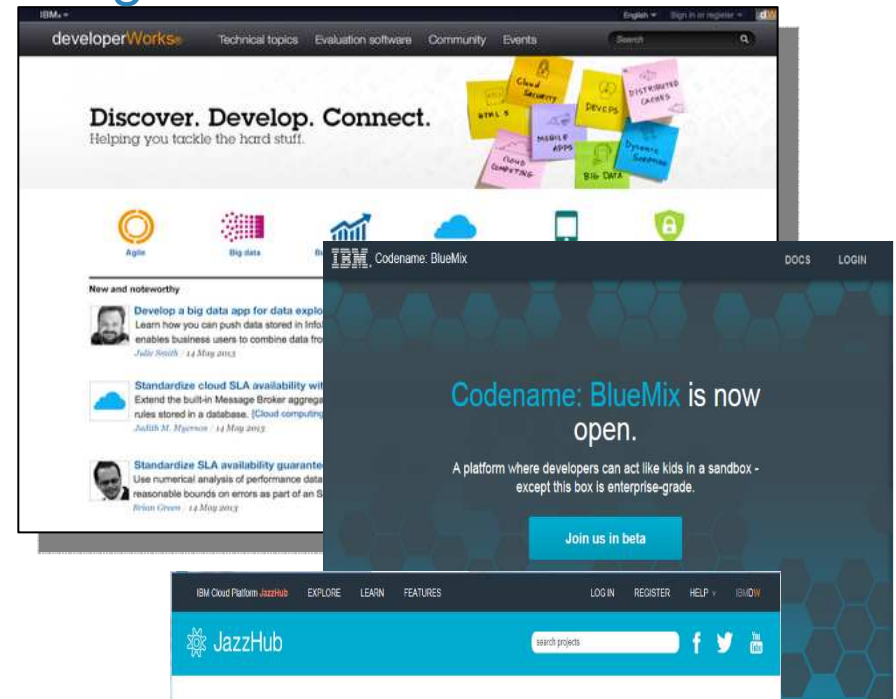 IBM
English
Sign in or register
dW
developerWorks
Technical topics
Evaluation software
Community
Events
Search
Discover. Develop. Connect.
Helping you tackle the hard stuff.
Cloud Security
HTML 5
DEVOPS
DISTRIBUTED CACHES
MOBILE APPS
CLOUD COMPUTING
BIG DATA
Dynamic
Agile
Big data
New and noteworthy
Develop a big data app for data explo
Learn how you can push data stored in Info
enables business users to combine data fro
Julie Smith / 14 May 2013
Standardize cloud SLA availability wit
Extend the built-in Message Broker aggrega
rules stored in a database. [Cloud computing
Judith M. Myerson / 14 May 2013
Standardize SLA availability guarante
Use numerical analysis of performance data
reasonable bounds on errors as part of an S
Brian Green / 14 May 2013
IBM. Codename: BlueMix
DOCS
LOGIN
Codename: BlueMix is now
open.
A platform where developers can act like kids in a sandbox -
except this box is enterprise-grade.
Join us in beta
IBM Cloud Platform JazzHub
EXPLORE
LEARN
FEATURES
LOG IN
REGISTER
HELP
IBMDW
JazzHub
search projects
You
Tube